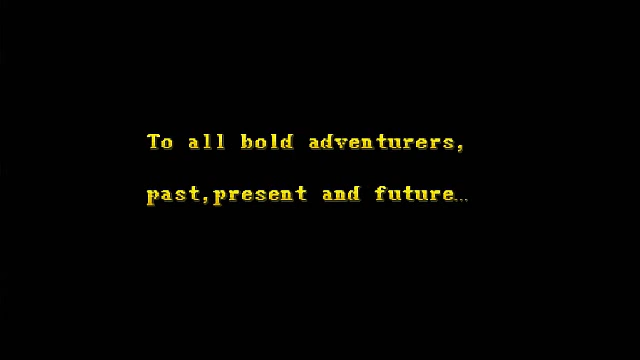 To all bold adventurers,
past,present and future…